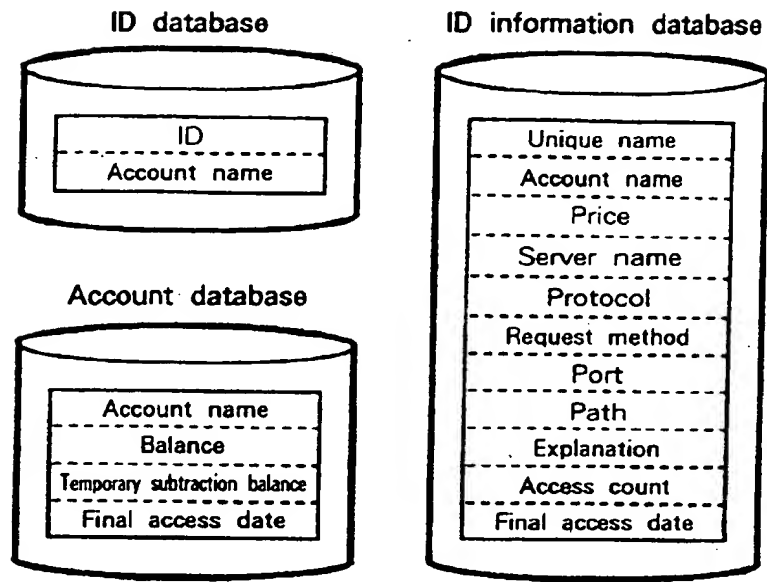 ID database
ID
Account name
Account database
Account name
Balance
Temporary subtraction balance
Final access date
ID information database
Unique name
Account name
Price
Server name
Protocol
Request method
Port
Path
Explanation
Access count
Final access date